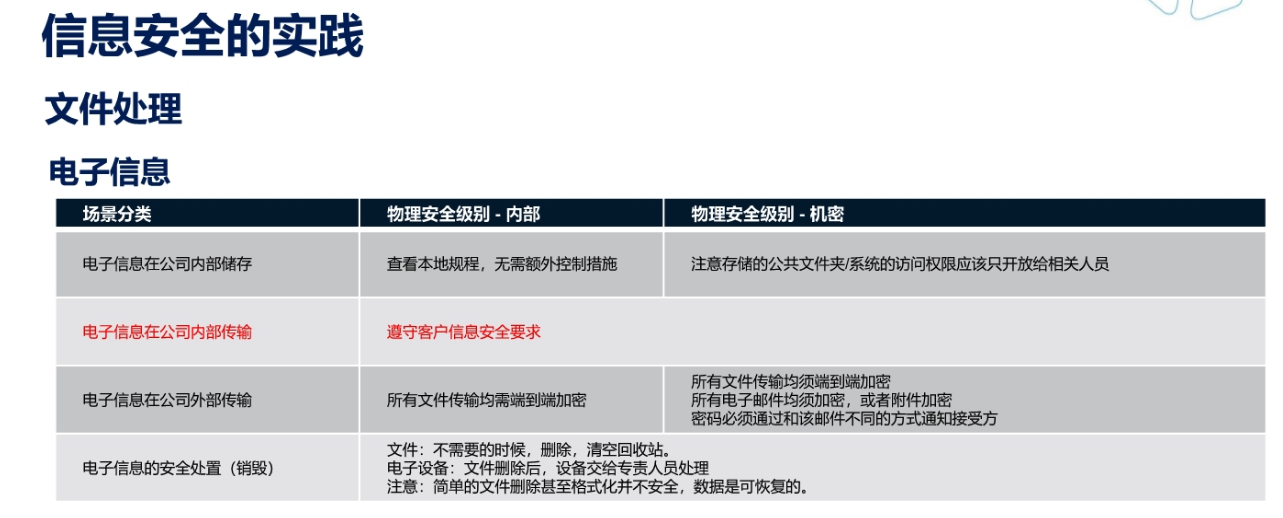 信息安全的实践
文件处理
电子信息
场景分类
物理安全级别 - 内部
物理安全级别 - 机密
电子信息在公司内部储存
查看本地规程，无需额外控制措施
注意存储的公共文件夹/系统的访问权限应该只开放给相关人员
电子信息在公司内部传输
遵守客户信息安全要求
电子信息在公司外部传输
所有文件传输均需端到端加密
所有文件传输均须端到端加密
所有电子邮件均须加密，或者附件加密
密码必须通过和该邮件不同的方式通知接受方
电子信息的安全处置（销毁）
文件：不需要的时候，删除，清空回收站。
电子设备：文件删除后，设备交给专责人员处理
注意：简单的文件删除甚至格式化并不安全，数据是可恢复的。